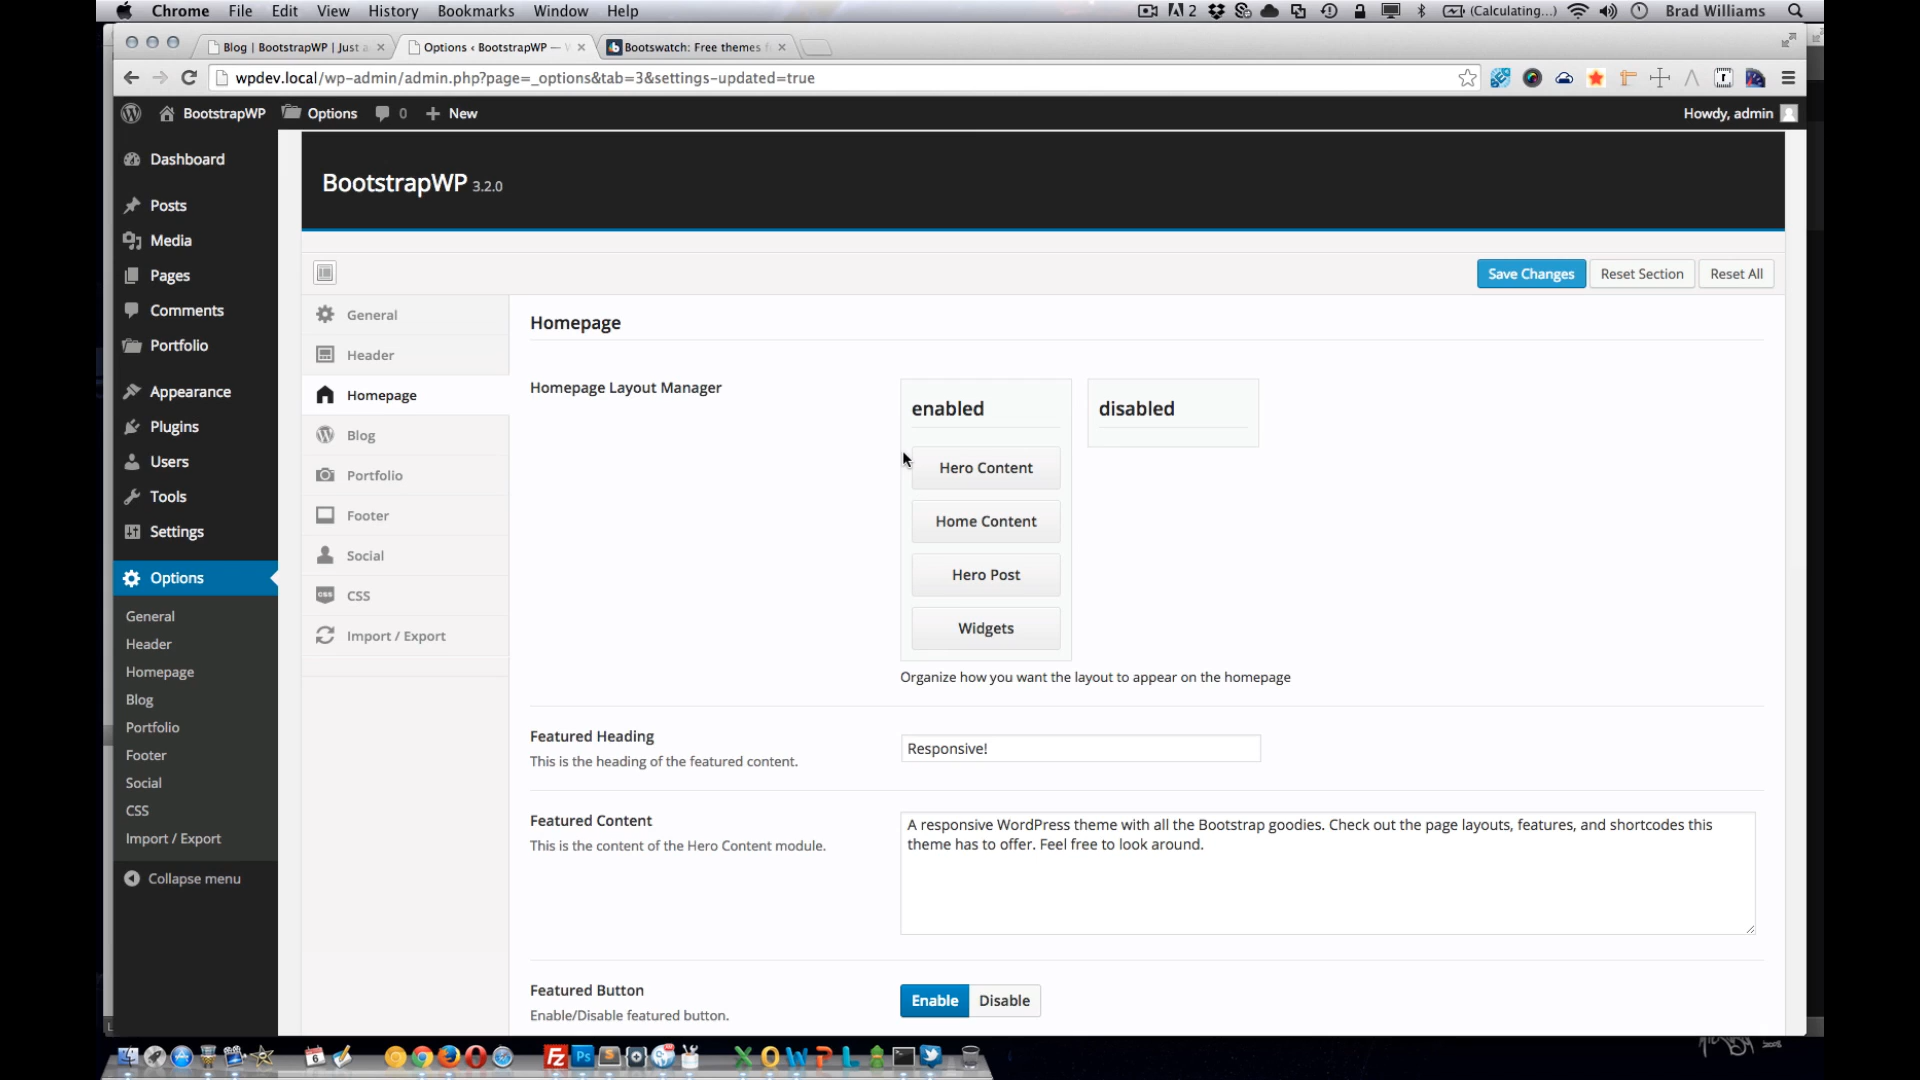 Chrome File Edit View History Bookmarks Window Help
2 (Calculating...) Brad Williams
Blog | BootstrapWP | Just a
Options ‹ BootstrapWP —
Bootswatch: Free themes f
wpdev.local/wp-admin/admin.php?page=_options&tab=3&settings-updated=true
BootstrapWP Options 0 New
Howdy, admin
Dashboard
Posts
Media
Pages
Comments
Portfolio
Appearance
Plugins
Users
Tools
Settings
Options
General
Header
Homepage
Blog
Portfolio
Footer
Social
CSS
Import / Export
Collapse menu
BootstrapWP 3.2.0
Save Changes Reset Section Reset All
General
Header
Homepage
Blog
Portfolio
Footer
Social
CSS
Import / Export
Homepage
Homepage Layout Manager
enabled
Hero Content
Home Content
Hero Post
Widgets
disabled
Organize how you want the layout to appear on the homepage
Featured Heading
This is the heading of the featured content.
Responsive!
Featured Content
This is the content of the Hero Content module.
A responsive WordPress theme with all the Bootstrap goodies. Check out the page layouts, features, and shortcodes this
theme has to offer. Feel free to look around.
Featured Button
Enable/Disable featured button.
Enable Disable